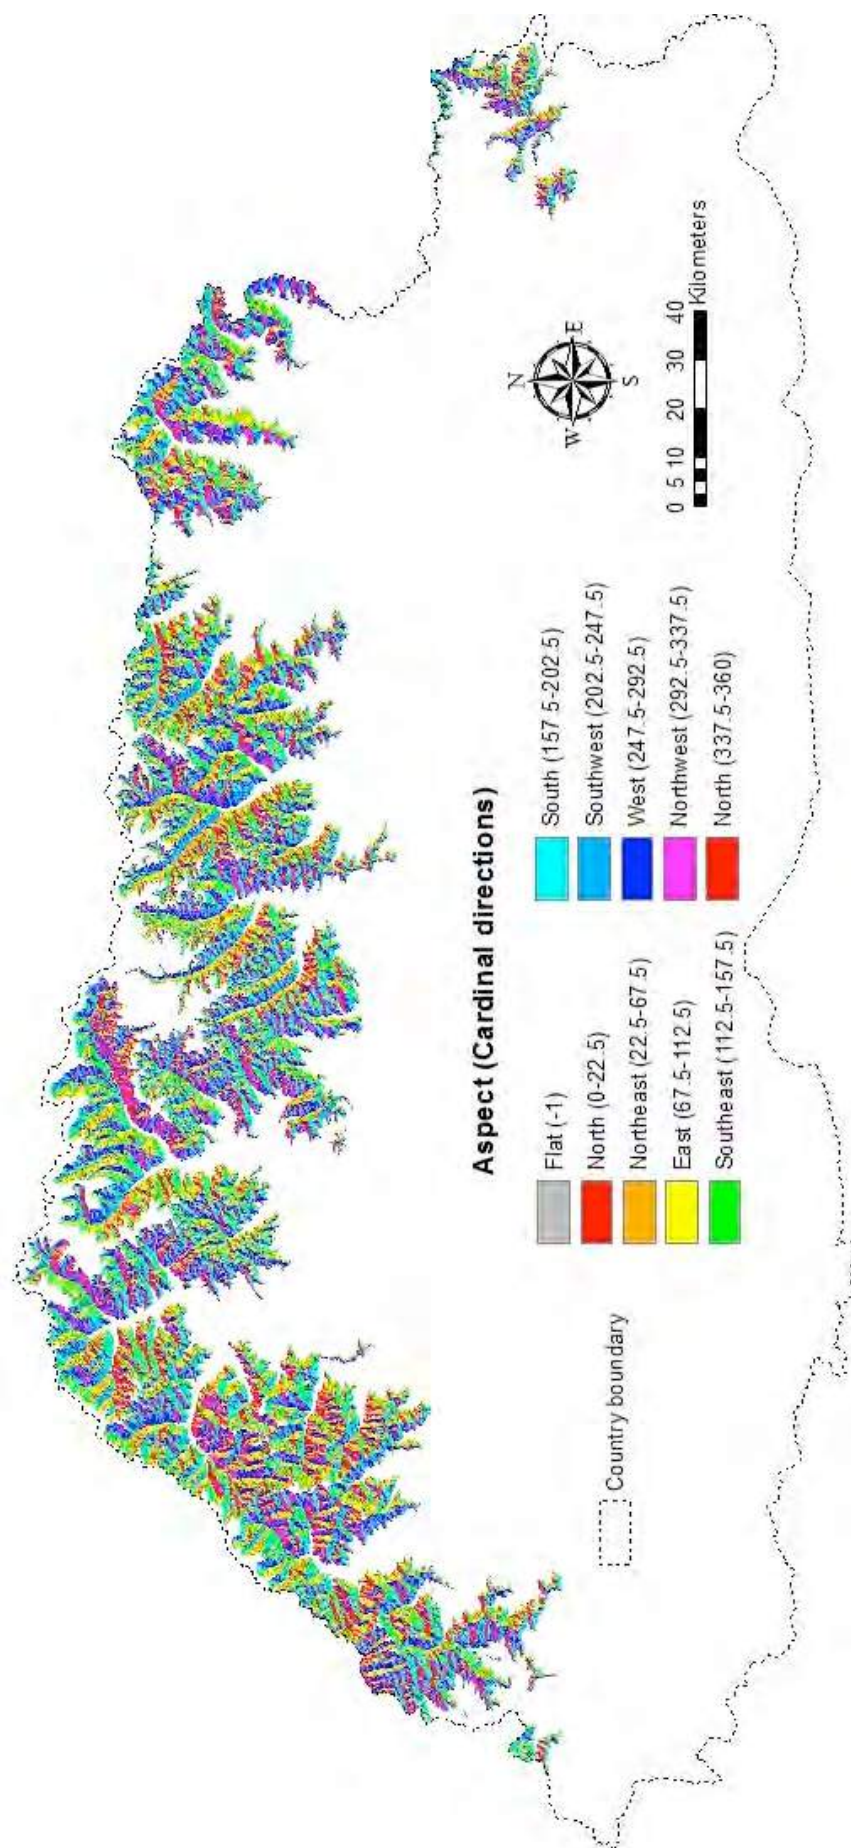 N
W
E
S
0 5 10 20 30 40
Kilometers
Aspect (Cardinal directions)
Flat (-1)
North (0-22.5)
Northeast (22.5-67.5)
East (67.5-112.5)
Southeast (112.5-157.5)
South (157.5-202.5)
Southwest (202.5-247.5)
West (247.5-292.5)
Northwest (292.5-337.5)
North (337.5-360)
Country boundary